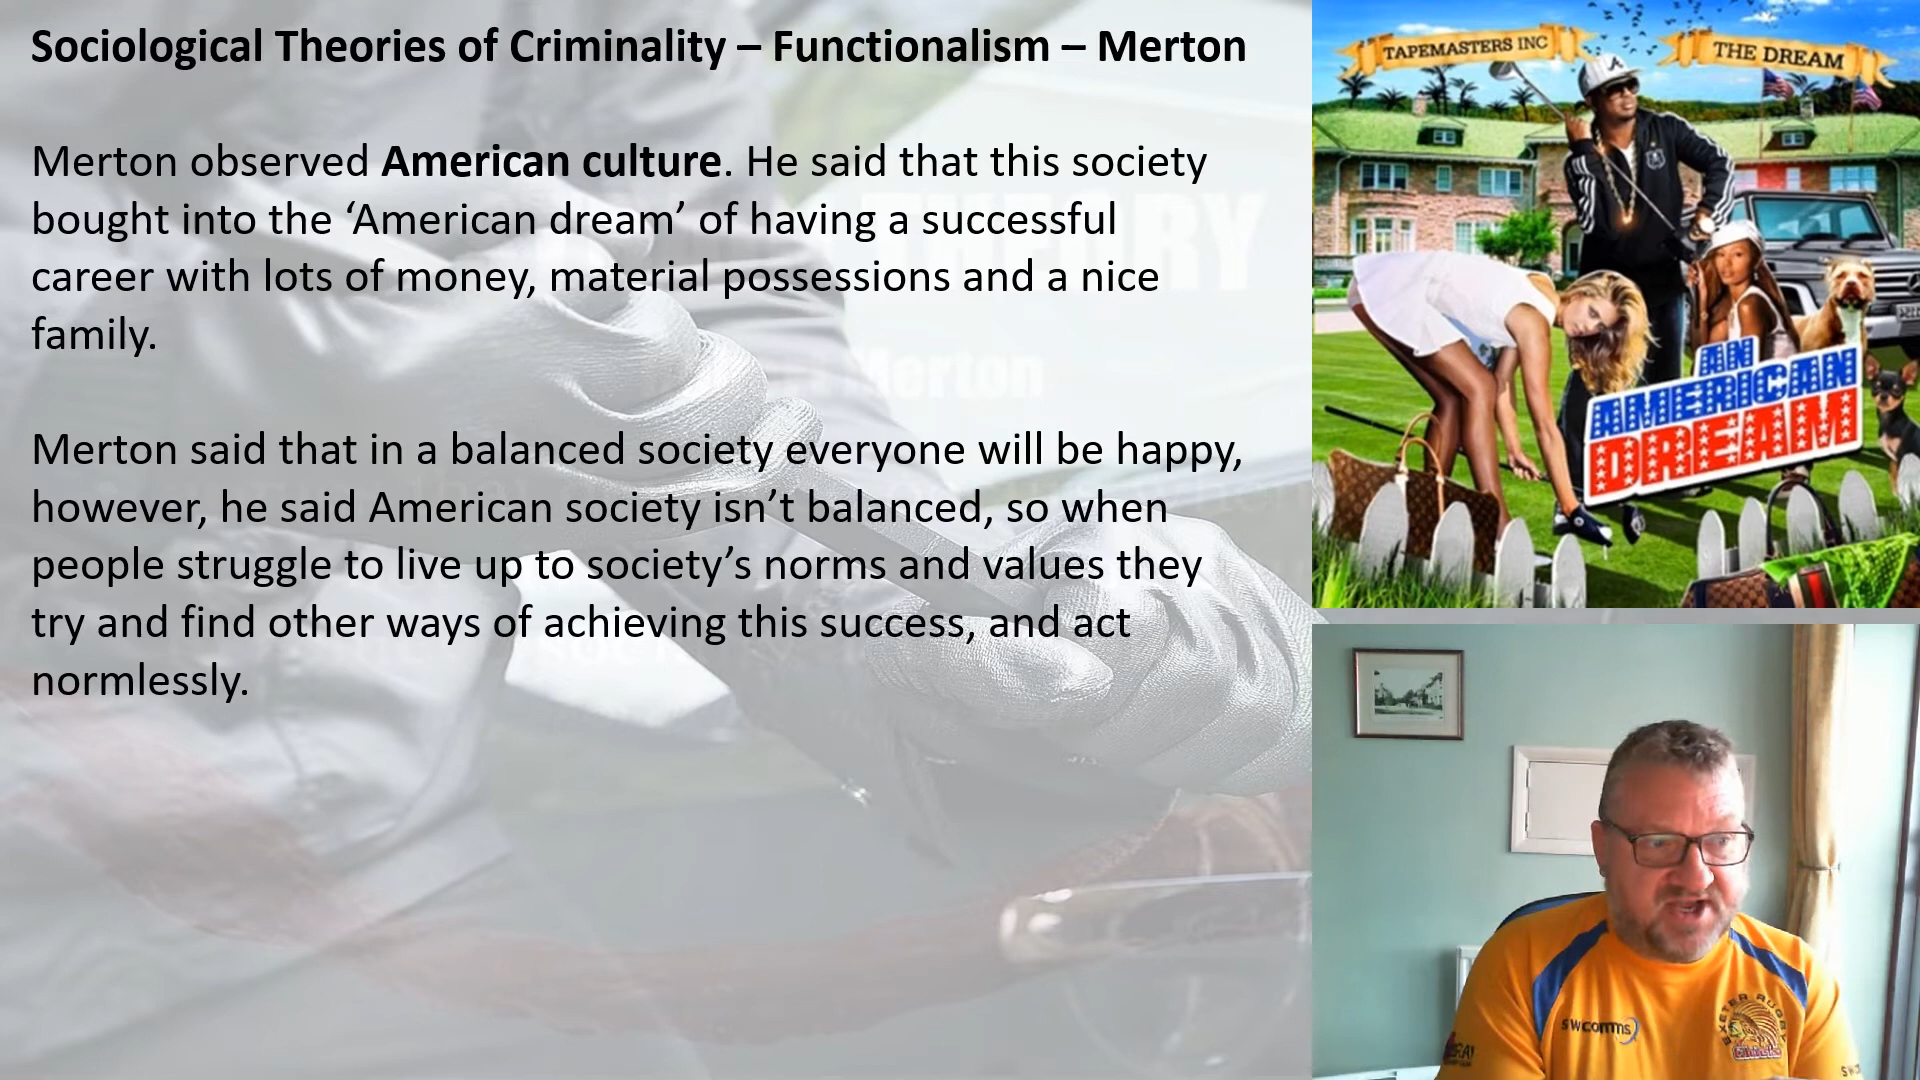 Sociological Theories of Criminality – Functionalism – Merton
Merton observed American culture. He said that this society
bought into the ‘American dream’ of having a successful
career with lots of money, material possessions and a nice
family.
Merton said that in a balanced society everyone will be happy,
however, he said American society isn’t balanced, so when
people struggle to live up to society’s norms and values they
try and find other ways of achieving this success, and act
normlessly.
Merton
TAPEMASTERS INC
THE DREAM
AN
AMERICAN
DREAM
SWcomms
EXETER RUGBY